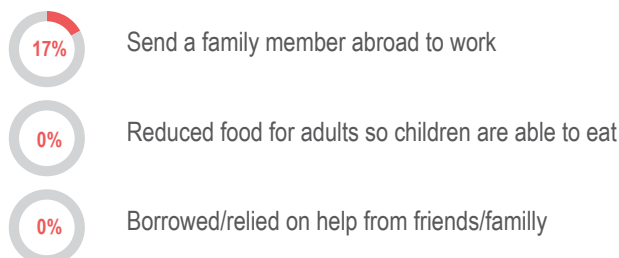 17% Send a family member abroad to work
0% Reduced food for adults so children are able to eat
0% Borrowed/relied on help from friends/familly